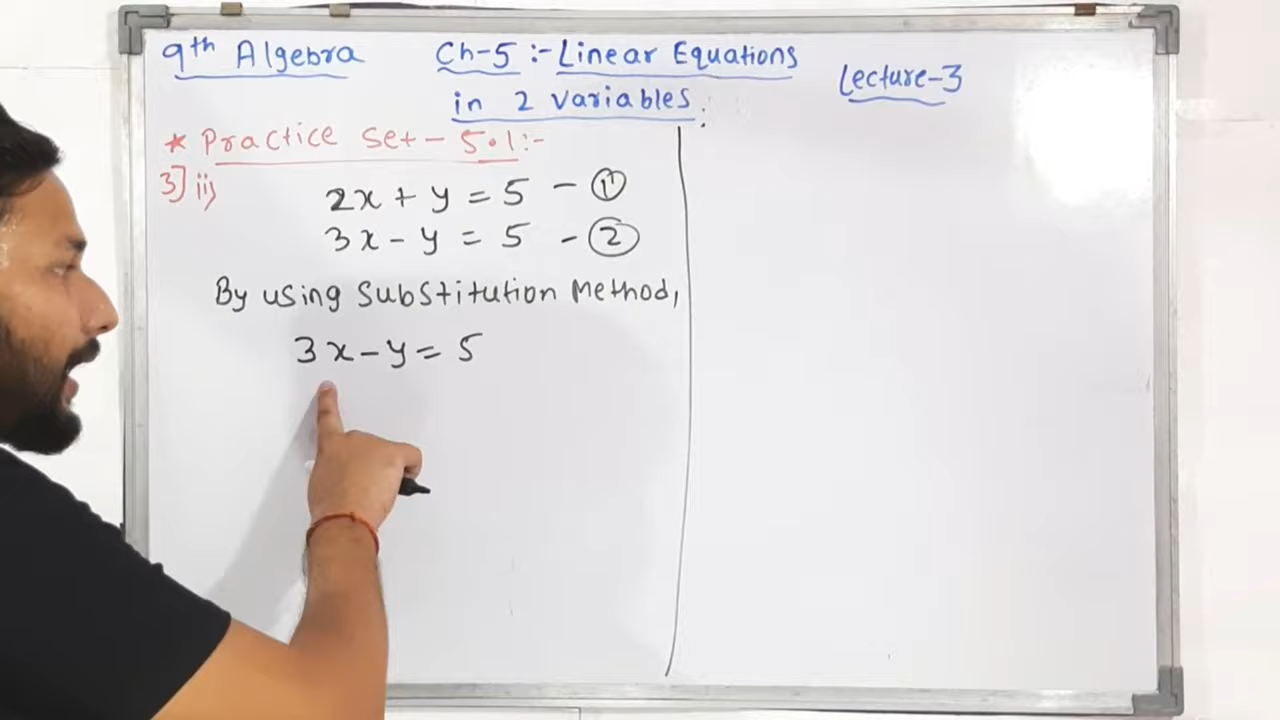 9th Algebra Ch-5 :- Linear Equations
in 2 variables. Lecture-3
* Practice Set - 5.1:-
3] ii) 2x + y = 5 - ①
3x - y = 5 - ②
By using Substitution Method,
3x - y = 5